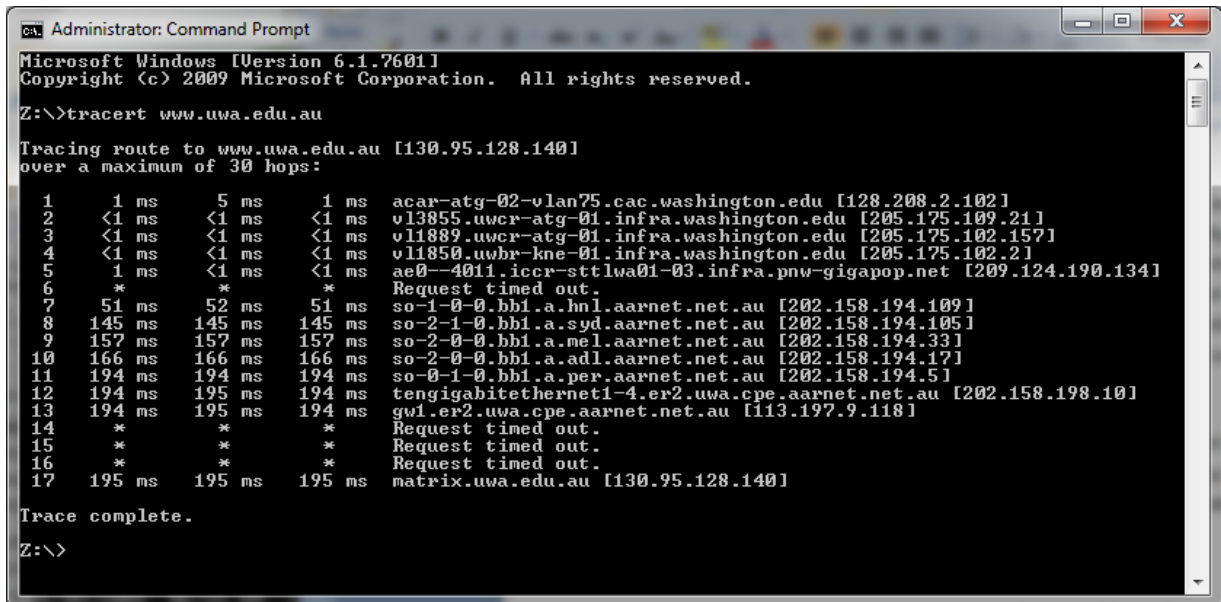 Administrator: Command Prompt
Microsoft Windows [Version 6.1.7601]
Copyright (c) 2009 Microsoft Corporation.  All rights reserved.
Z:\>tracert www.uwa.edu.au
Tracing route to www.uwa.edu.au [130.95.128.140]
over a maximum of 30 hops:
1     1 ms     5 ms     1 ms  acar-atg-02-vlan75.cac.washington.edu [128.208.2.102]
2    <1 ms    <1 ms    <1 ms  vl3855.uwcr-atg-01.infra.washington.edu [205.175.109.21]
3    <1 ms    <1 ms    <1 ms  vl1889.uwcr-atg-01.infra.washington.edu [205.175.102.157]
4    <1 ms    <1 ms    <1 ms  vl1850.uwbr-kne-01.infra.washington.edu [205.175.102.2]
5     1 ms    <1 ms    <1 ms  ae0--4011.iccr-sttlwa01-03.infra.pnw-gigapop.net [209.124.190.134]
6     *        *        *     Request timed out.
7    51 ms    52 ms    51 ms  so-1-0-0.bb1.a.hnl.aarnet.net.au [202.158.194.109]
8   145 ms   145 ms   145 ms  so-2-1-0.bb1.a.syd.aarnet.net.au [202.158.194.105]
9   157 ms   157 ms   157 ms  so-2-0-0.bb1.a.mel.aarnet.net.au [202.158.194.33]
10   166 ms   166 ms   166 ms  so-2-0-0.bb1.a.adl.aarnet.net.au [202.158.194.17]
11   194 ms   194 ms   194 ms  so-0-1-0.bb1.a.per.aarnet.net.au [202.158.194.5]
12   194 ms   195 ms   194 ms  tengigabitethernet1-4.er2.uwa.cpe.aarnet.net.au [202.158.198.10]
13   194 ms   195 ms   194 ms  gw1.er2.uwa.cpe.aarnet.net.au [113.197.9.118]
14     *        *        *     Request timed out.
15     *        *        *     Request timed out.
16     *        *        *     Request timed out.
17   195 ms   195 ms   195 ms  matrix.uwa.edu.au [130.95.128.140]
Trace complete.
Z:\>